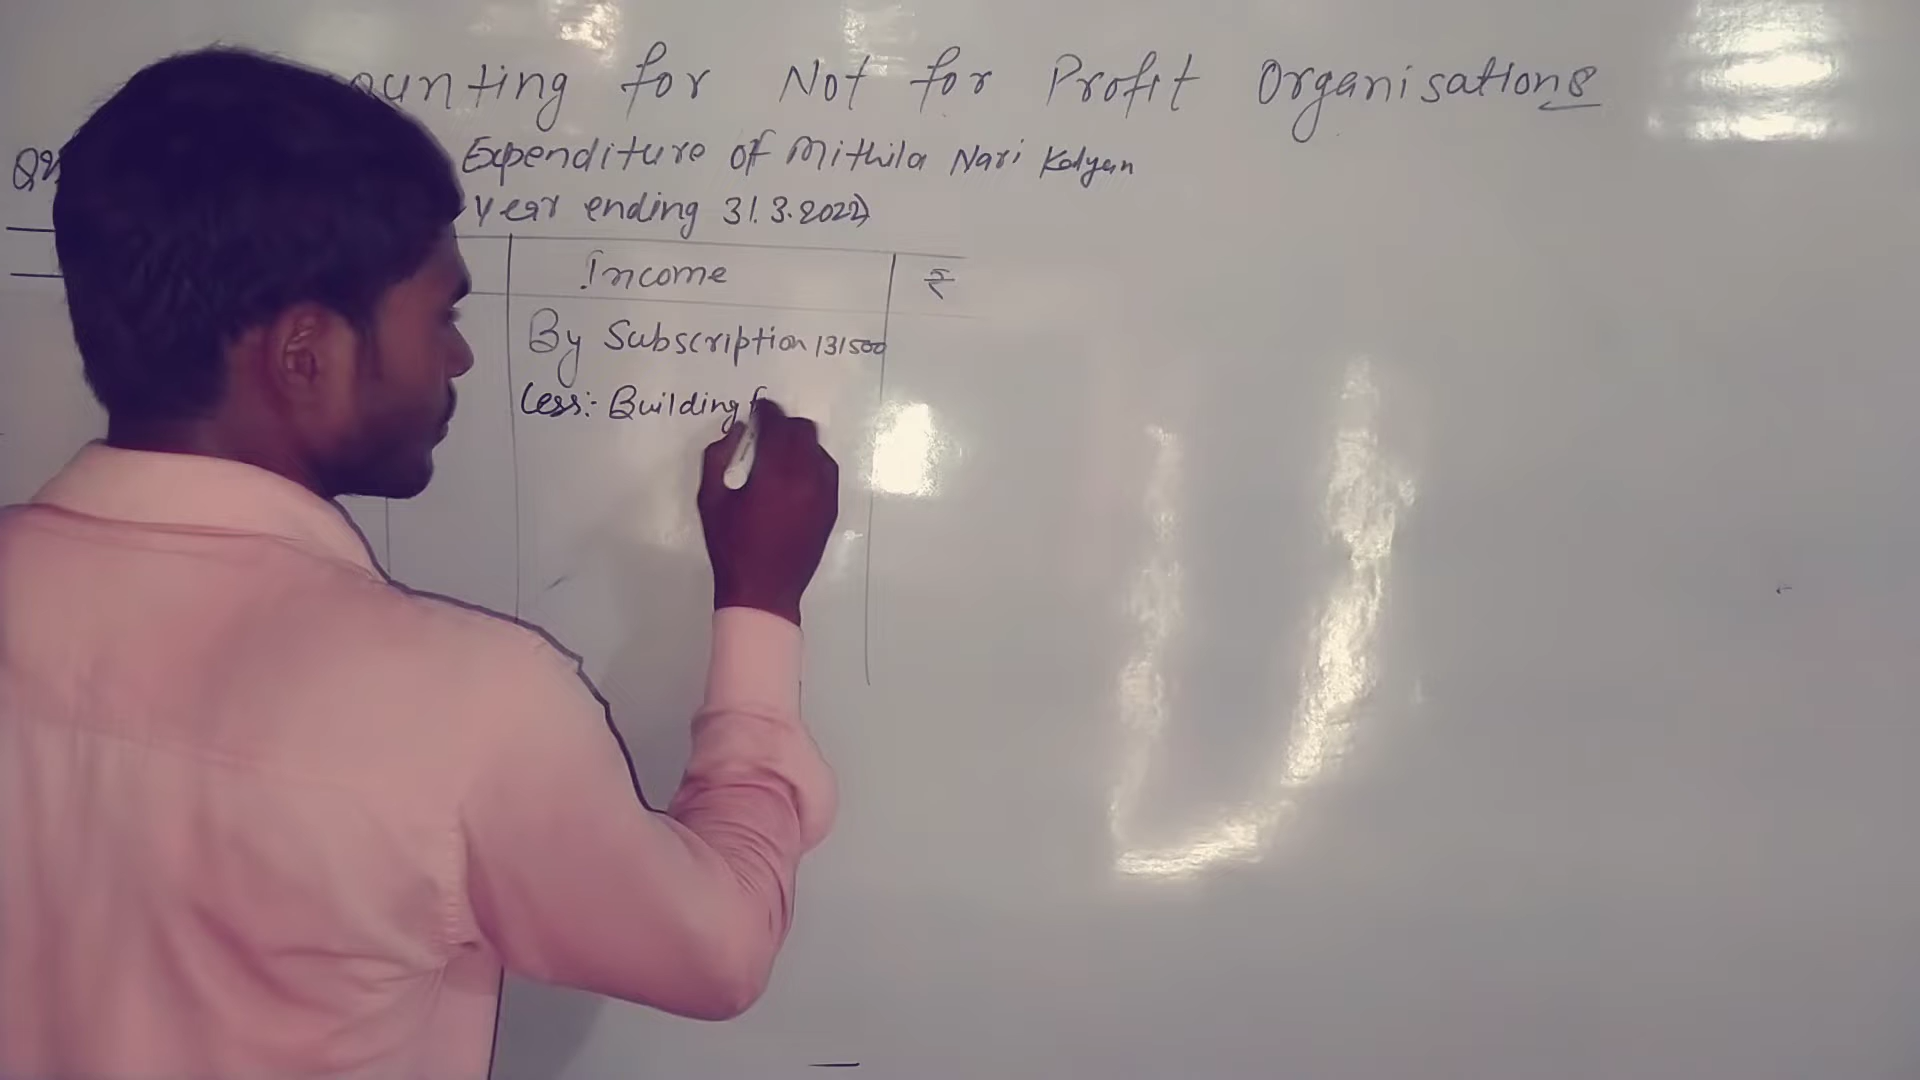 ounting for Not for Profit Organisations
Expenditure of Mithila Nari Kalyan
year ending 31.3.2022)
Income ₹
By Subscription 131500
Less:- Building f